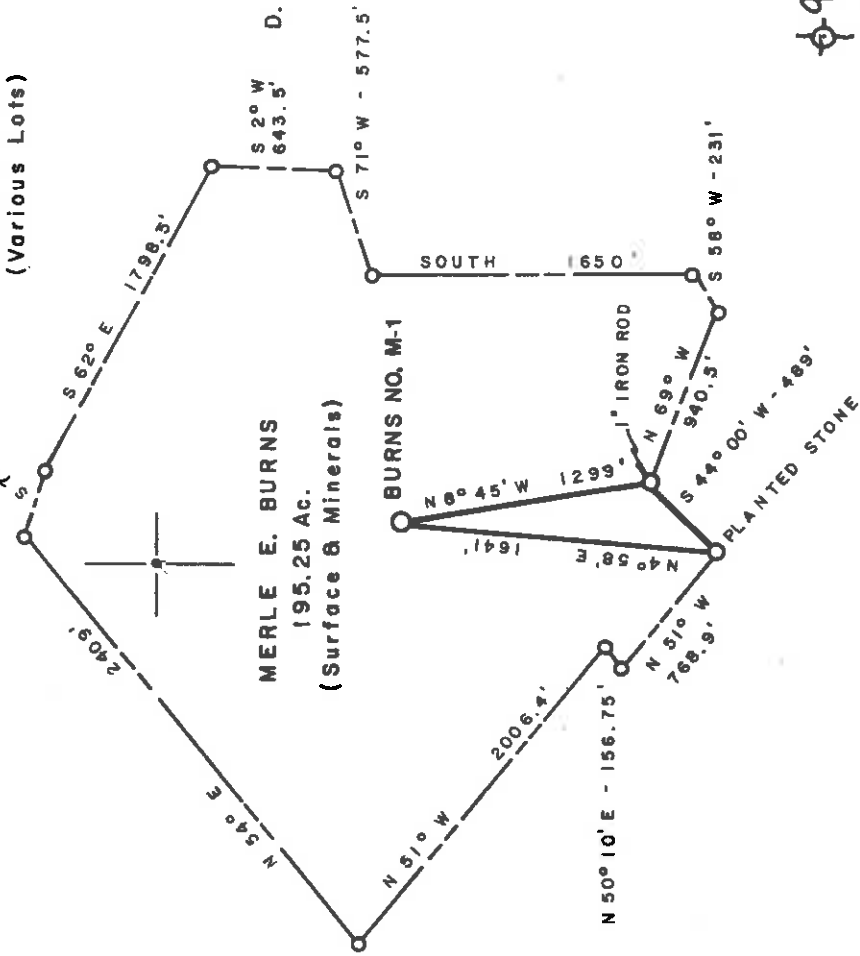 (Various Lots)
S
S 62° E 1798.5'
S 2° W
643.5'
D.
S 71° W - 577.5'
2409'
N 54° E
MERLE E. BURNS
195.25 Ac.
(Surface & Minerals)
BURNS NO. M-1
SOUTH 1650'
N 8° 45' W 1299'
N4° 58'E 1641'
1" IRON ROD
N 69° W
940.5'
S 58° W - 231'
S 44° 00' W - 489'
PLANTED STONE
N 51° W 2006.4'
N 50° 10' E - 156.75'
N 51° W
768.9'